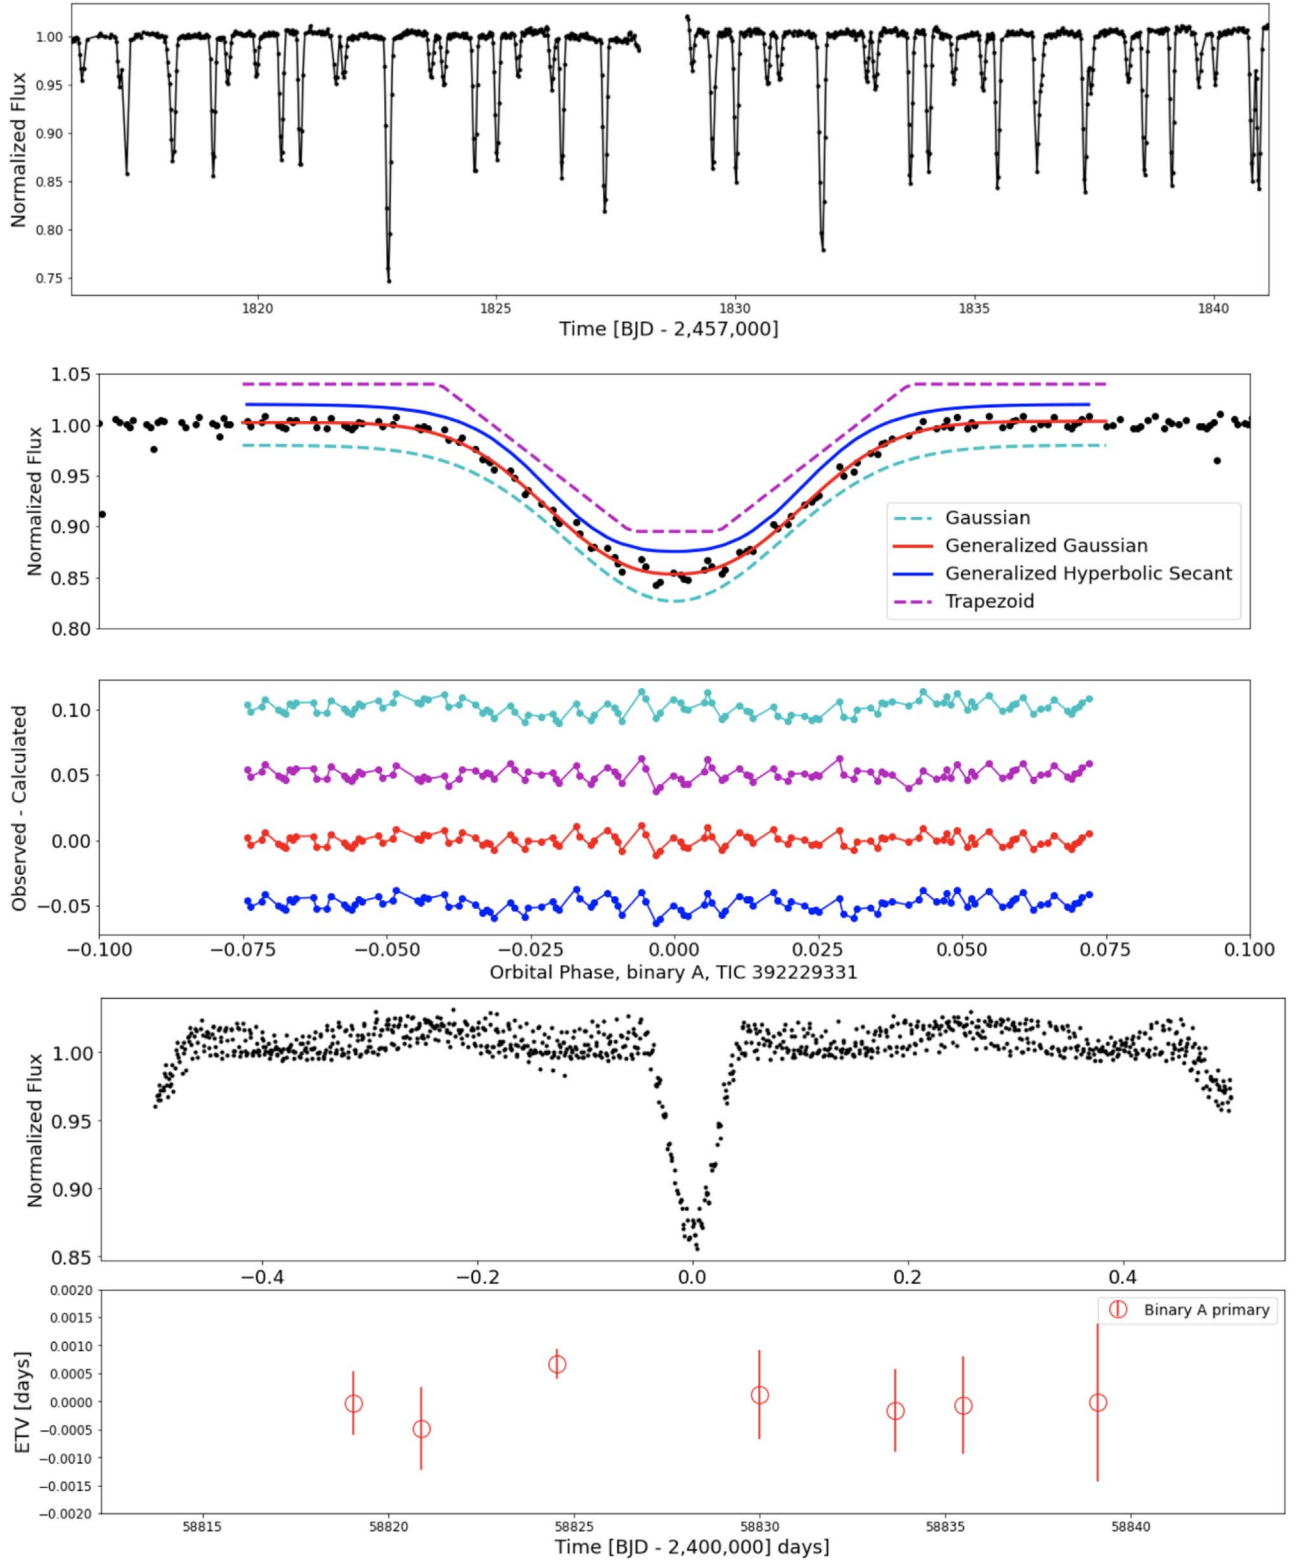 Normalized Flux
1.00
0.95
0.90
0.85
0.80
0.75
1820 1825 1830 1835 1840
Time [BJD - 2,457,000]
Normalized Flux
1.05
1.00
0.95
0.90
0.85
0.80
Gaussian
Generalized Gaussian
Generalized Hyperbolic Secant
Trapezoid
Observed - Calculated
0.10
0.05
0.00
−0.05
−0.100 −0.075 −0.050 −0.025 0.000 0.025 0.050 0.075 0.100
Orbital Phase, binary A, TIC 392229331
Normalized Flux
1.00
0.95
0.90
0.85
−0.4 −0.2 0.0 0.2 0.4
ETV [days]
0.0020
0.0015
0.0010
0.0005
0.0000
−0.0005
−0.0010
−0.0015
−0.0020
Binary A primary
58815 58820 58825 58830 58835 58840
Time [BJD - 2,400,000] days]